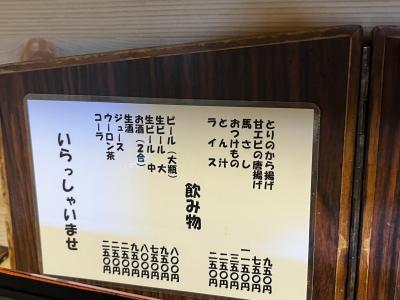 とりのから揚げ 九五〇円
甘エビの唐揚げ 七五〇円
馬さし 一一五〇円
おつけもの 三五〇円
とん汁 二五〇円
ライス 二五〇円
飲み物
ビール（大瓶） 八〇〇円
生ビール 大 九五〇円
生ビール 中 七五〇円
お酒（2合） 八〇〇円
生酒 九五〇円
ジュース 二五〇円
ウーロン茶 二五〇円
コーラ 二五〇円
いらっしゃいませ